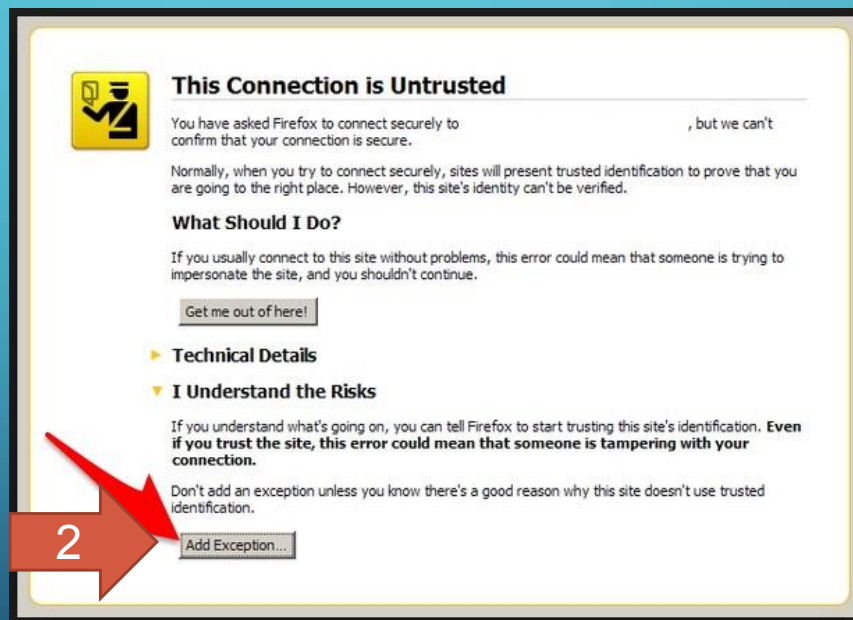 This Connection is Untrusted
You have asked Firefox to connect securely to , but we can't
confirm that your connection is secure.
Normally, when you try to connect securely, sites will present trusted identification to prove that you
are going to the right place. However, this site's identity can't be verified.
What Should I Do?
If you usually connect to this site without problems, this error could mean that someone is trying to
impersonate the site, and you shouldn't continue.
Get me out of here!
Technical Details
I Understand the Risks
If you understand what's going on, you can tell Firefox to start trusting this site's identification. Even
if you trust the site, this error could mean that someone is tampering with your
connection.
Don't add an exception unless you know there's a good reason why this site doesn't use trusted
identification.
2
Add Exception...